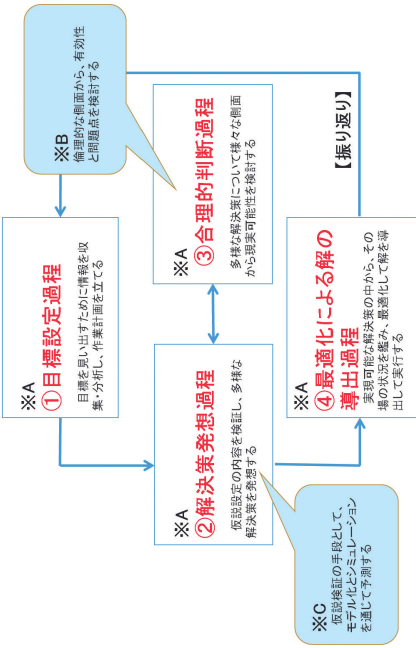 ※A
①目標設定過程
目標を見い出すために情報を収
集・分析し、作業計画を立てる
※B
倫理的な側面から、有効性
と問題点を検討する
※A
②解決策発想過程
仮説設定の内容を検証し、多様な
解決策を発想する
※A
③合理的判断過程
多様な解決策について様々な側面
から現実可能性を検討する
※C
仮説検証の手段として、
モデル化とシミュレーション
を通じて予測する
※A
④最適化による解の
導出過程
実現可能な解決策の中から、その
場の状況を鑑み、最適化して解を導
出して実行する
【振り返り】